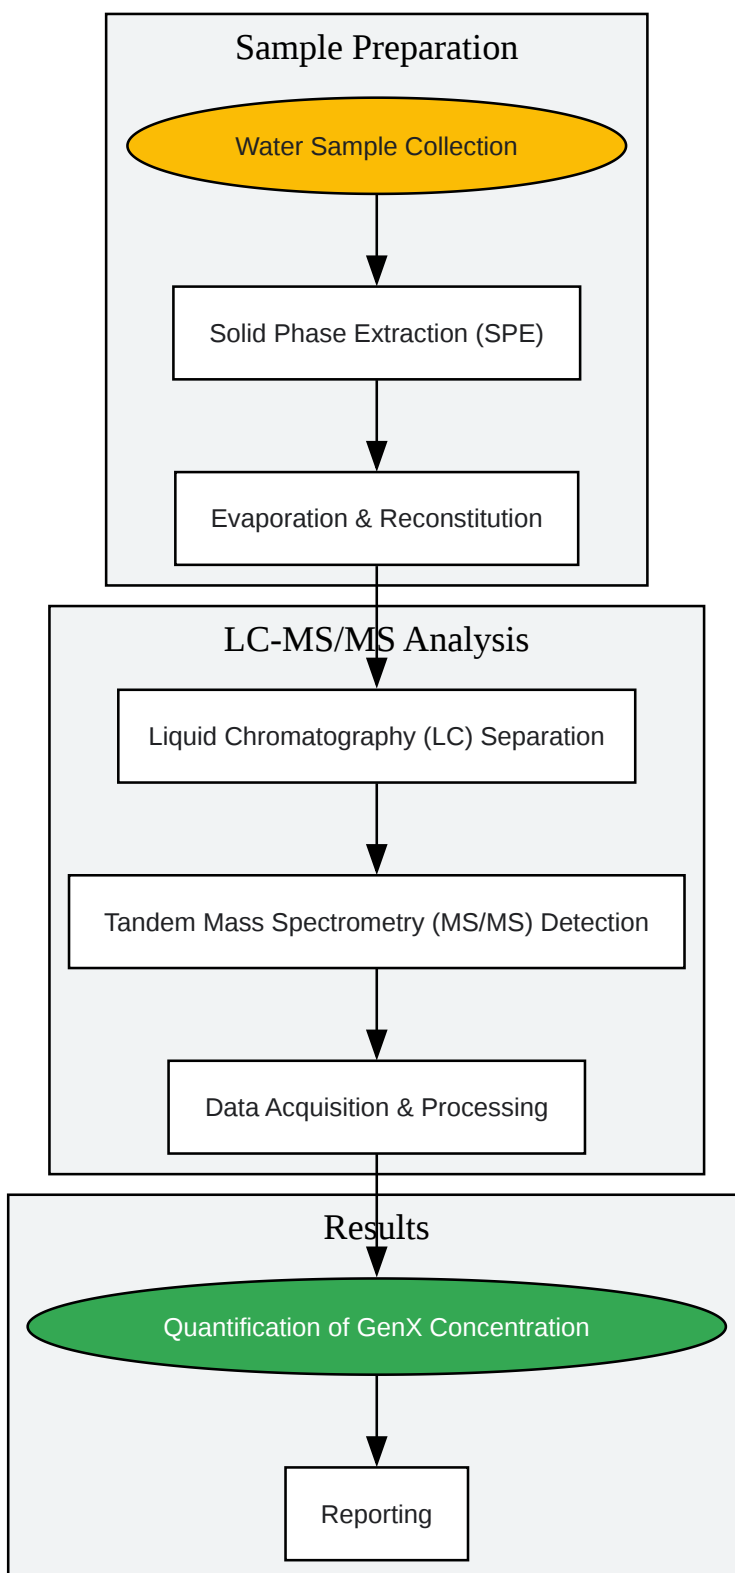 Sample Preparation
Water Sample Collection
Solid Phase Extraction (SPE)
Evaporation & Reconstitution
LC-MS/MS Analysis
Liquid Chromatography (LC) Separation
Tandem Mass Spectrometry (MS/MS) Detection
Data Acquisition & Processing
Results
Quantification of GenX Concentration
Reporting